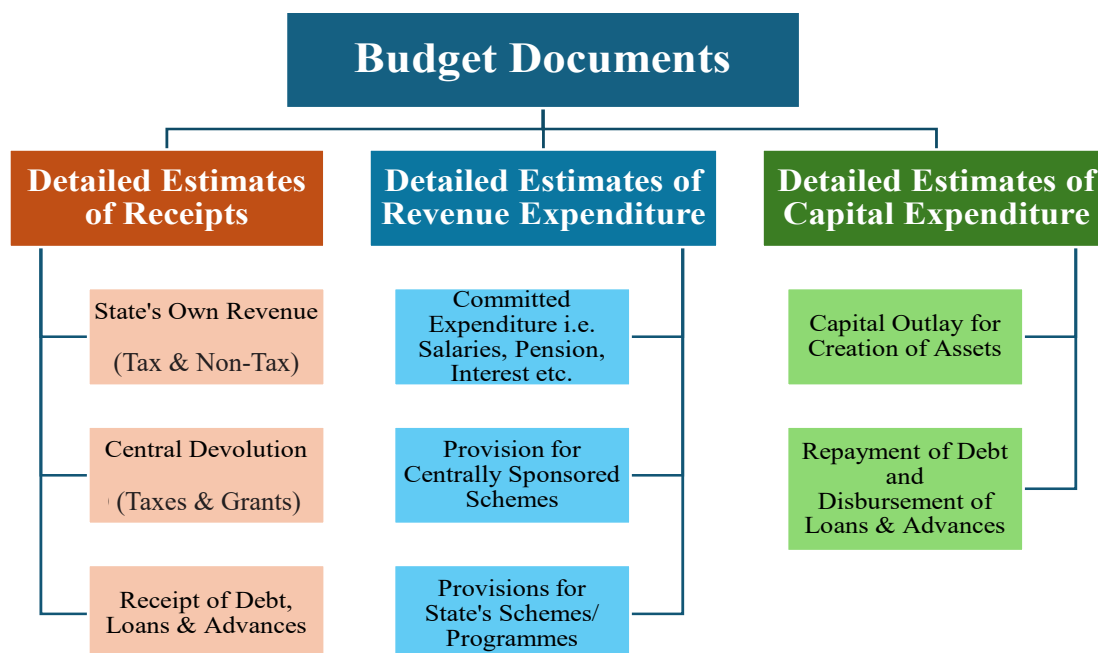 Budget Documents
Detailed Estimates
of Receipts
State's Own Revenue
(Tax & Non-Tax)
Central Devolution
(Taxes & Grants)
Receipt of Debt,
Loans & Advances
Detailed Estimates of
Revenue Expenditure
Committed
Expenditure i.e.
Salaries, Pension,
Interest etc.
Provision for
Centrally Sponsored
Schemes
Provisions for
State's Schemes/
Programmes
Detailed Estimates of
Capital Expenditure
Capital Outlay for
Creation of Assets
Repayment of Debt
and
Disbursement of
Loans & Advances